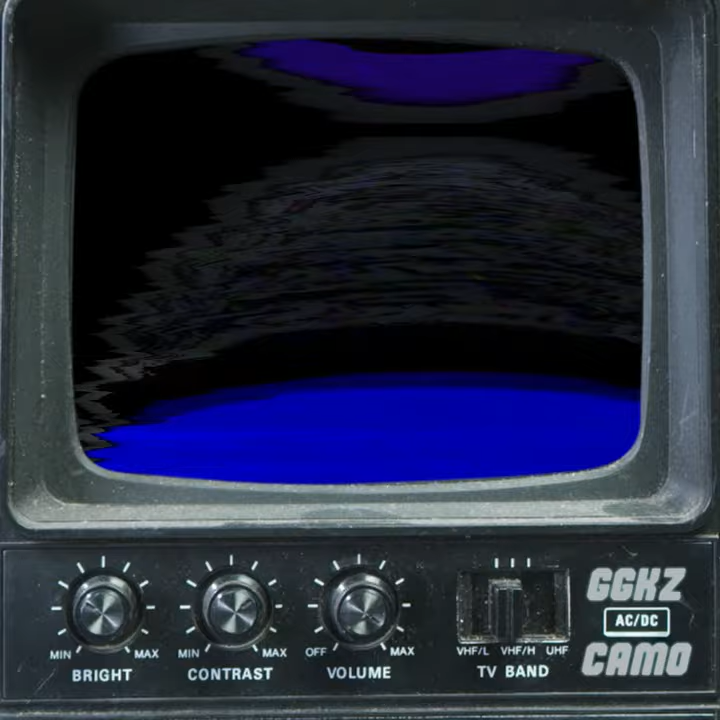 GGKZ
AC/DC
CAMO
MIN MAX
BRIGHT
MIN MAX
CONTRAST
OFF MAX
VOLUME
VHF/L VHF/H UHF
TV BAND